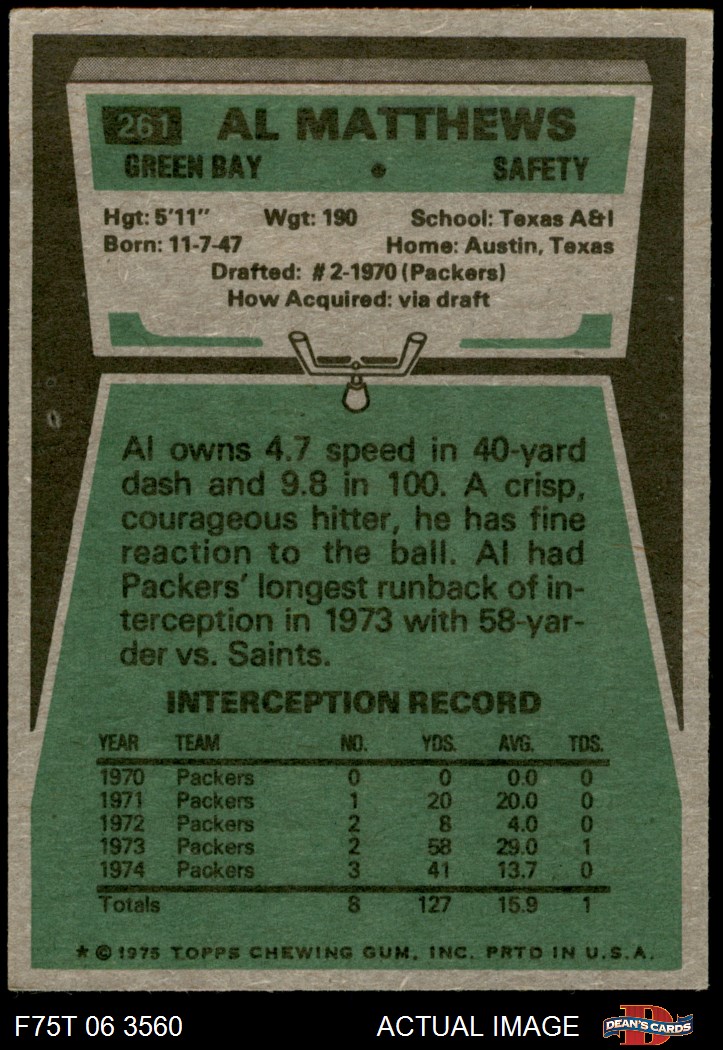 261 AL MATTHEWS
GREEN BAY • SAFETY
Hgt: 5'11" Wgt: 190 School: Texas A&I
Born: 11-7-47 Home: Austin, Texas
Drafted: #2-1970 (Packers)
How Acquired: via draft
Al owns 4.7 speed in 40-yard
dash and 9.8 in 100. A crisp,
courageous hitter, he has fine
reaction to the ball. Al had
Packers' longest runback of in-
terception in 1973 with 58-yar-
der vs. Saints.
INTERCEPTION RECORD
YEAR TEAM NO. YDS. AVG. TDS.
1970 Packers 0 0 0.0 0
1971 Packers 1 20 20.0 0
1972 Packers 2 8 4.0 0
1973 Packers 2 58 29.0 1
1974 Packers 3 41 13.7 0
Totals 8 127 15.9 1
* © 1975 TOPPS CHEWING GUM, INC. PRTD IN U.S.A.
F75T 06 3560 ACTUAL IMAGE D DEAN'S CARDS